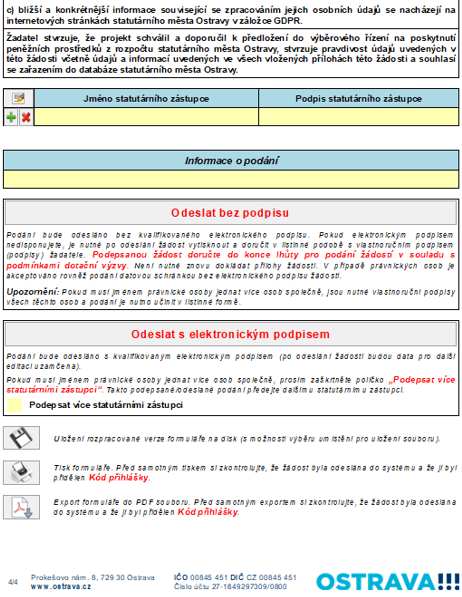 c) bližší a konkrétnější informace související se zpracováním jejich osobních údajů se nacházejí na
internetových stránkách statutárního města Ostravy v záložce GDPR.
Žadatel stvrzuje, že projekt schválil a doporučil k předložení do výběrového řízení na poskytnutí
peněžních prostředků z rozpočtu statutárního města Ostravy, stvrzuje pravdivost údajů uvedených v
této žádosti včetně údajů a informací uvedených ve všech vložených přílohách této žádosti a souhlasí
se zařazením do databáze statutárního města Ostravy.
Jméno statutárního zástupce Podpis statutárního zástupce
Informace o podání
Odeslat bez podpisu
Podání bude odesláno bez kvalifikovaného elektronického podpisu. Pokud elektronickým podpisem
nedisponujete, je nutné po odeslání žádost vytisknout a doručit v listinné podobě s vlastnoručním podpisem
(podpisy) žadatele. Podepsanou žádost doručte do konce lhůty pro podání žádostí v souladu s
podmínkami dotační výzvy. Není nutné znovu dokládat přílohy žádosti. V případě právnických osob je
akceptováno rovněž podání datovou schránkou bez elektronického podpisu žádosti.
Upozornění: Pokud musí jménem právnické osoby jednat více osob společně, jsou nutné vlastnoruční podpisy
všech těchto osob a podání je nutno učinit v listinné formě.
Odeslat s elektronickým podpisem
Podání bude odesláno s kvalifikovaným elektronickým podpisem (po odeslání žádosti budou data pro další
editaci uzamčena).
Pokud musí jménem právnické osoby jednat více osob společně, prosím zaškrtněte políčko „Podepsat více
statutárními zástupci“. Takto podepsané/odeslané podání předejte dalšímu statutárnímu zástupci.
Podepsat více statutárními zástupci
Uložení rozpracované verze formuláře na disk (s možností výběru umístění pro uložení souboru).
Tisk formuláře. Před samotným tiskem si zkontrolujte, že žádost byla odeslána do systému a že jí byl
přidělen Kód přihlášky.
Export formuláře do PDF souboru. Před samotným exportem si zkontrolujte, že žádost byla odeslána
do systému a že jí byl přidělen Kód přihlášky.
4/4 Prokešovo nám. 8, 729 30 Ostrava IČO 00845 451 DIČ CZ 00845 451
www.ostrava.cz Číslo účtu 27-1649297309/0800
OSTRAVA!!!